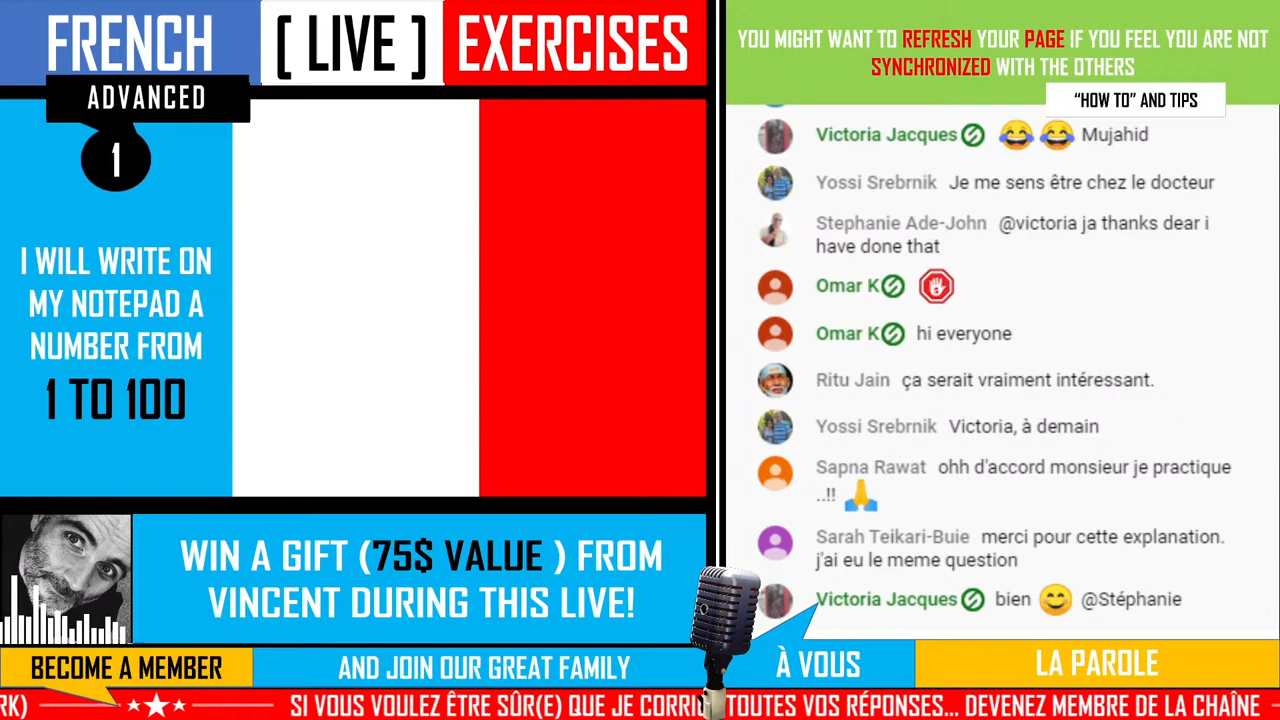 FRENCH [ LIVE ] EXERCISES
ADVANCED
1
I WILL WRITE ON
MY NOTEPAD A
NUMBER FROM
1 TO 100
WIN A GIFT (75$ VALUE ) FROM
VINCENT DURING THIS LIVE!
BECOME A MEMBER
AND JOIN OUR GREAT FAMILY
YOU MIGHT WANT TO REFRESH YOUR PAGE IF YOU FEEL YOU ARE NOT
SYNCHRONIZED WITH THE OTHERS
“HOW TO” AND TIPS
Victoria Jacques 😂 😂 Mujahid
Yossi Srebrnik Je me sens être chez le docteur
Stephanie Ade-John @victoria ja thanks dear i
have done that
Omar K
Omar K hi everyone
Ritu Jain ça serait vraiment intéressant.
Yossi Srebrnik Victoria, à demain
Sapna Rawat ohh d'accord monsieur je practique
..!! 🙏
Sarah Teikari-Buie merci pour cette explanation.
j'ai eu le meme question
Victoria Jacques bien 😊 @Stéphanie
À VOUS
LA PAROLE
RK) SI VOUS VOULEZ ÊTRE SÛR(E) QUE JE CORRIG TOUTES VOS RÉPONSES... DEVENEZ MEMBRE DE LA CHAÎNE